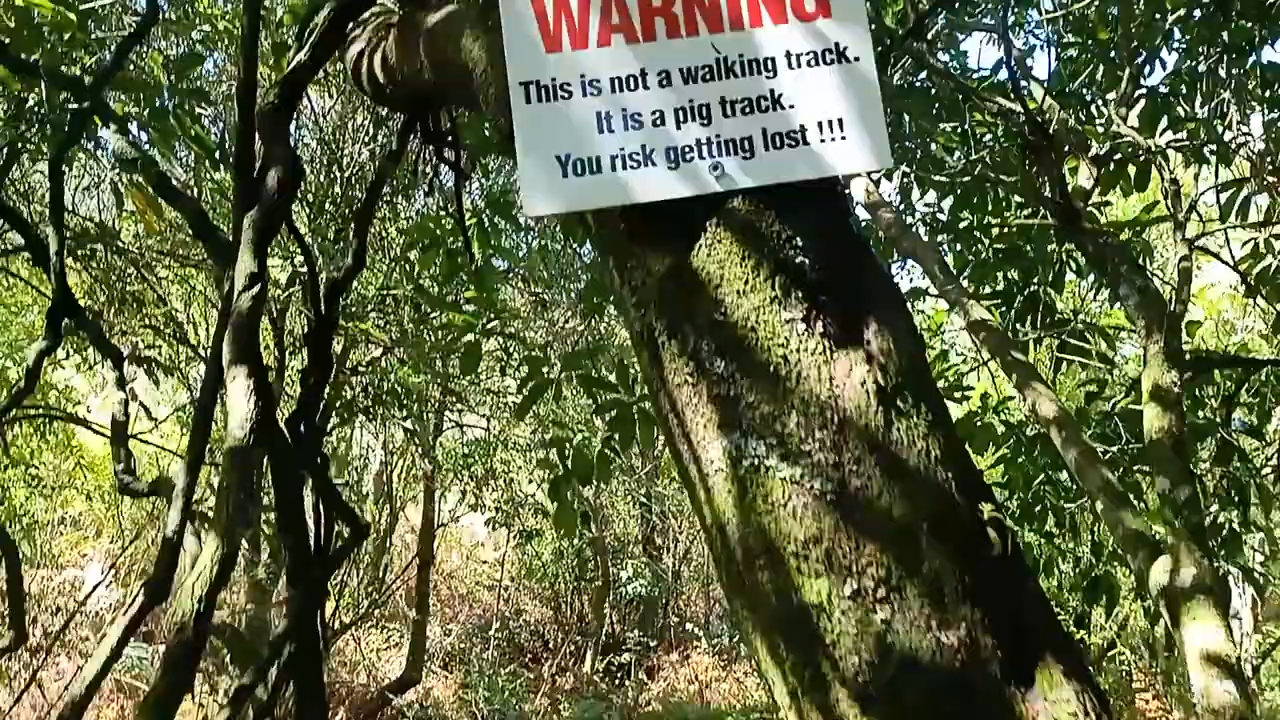 WARNING
This is not a walking track.
It is a pig track.
You risk getting lost !!!